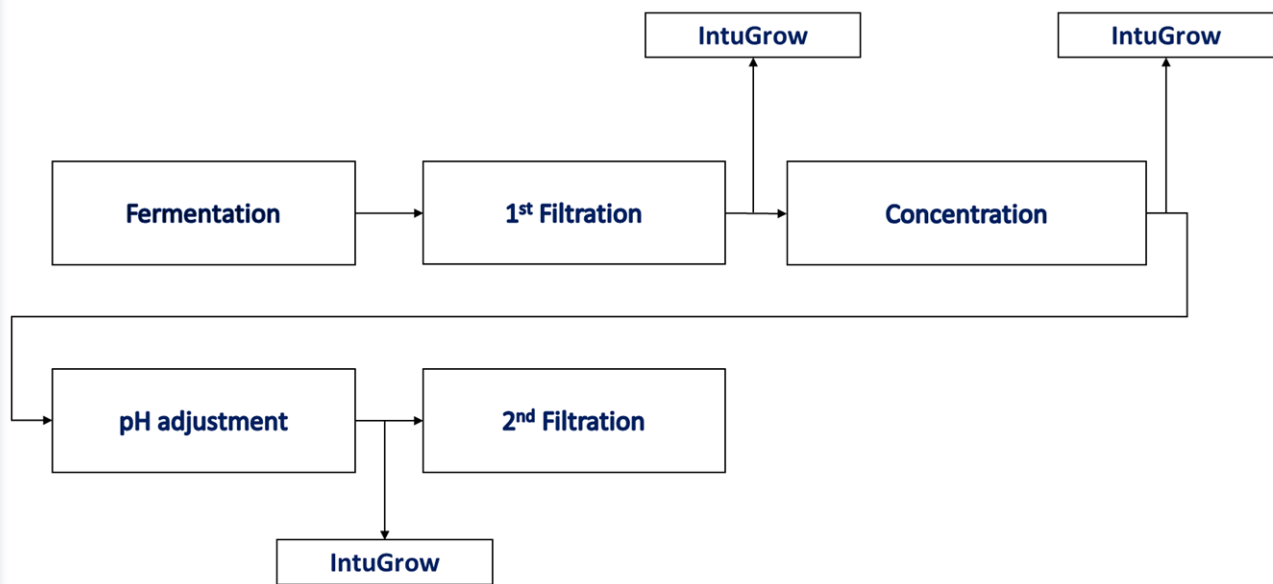 IntuGrow
IntuGrow
Fermentation
1st Filtration
Concentration
pH adjustment
2nd Filtration
IntuGrow